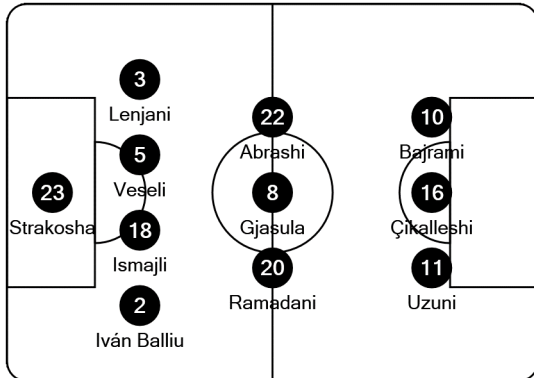 3
Lenjani
22
Abrashi
10
Bajrami
5
Veseli
23
Strakosha
8
Gjasula
16
Çikalleshi
18
Ismajli
20
Ramadani
11
Uzuni
2
Iván Balliu